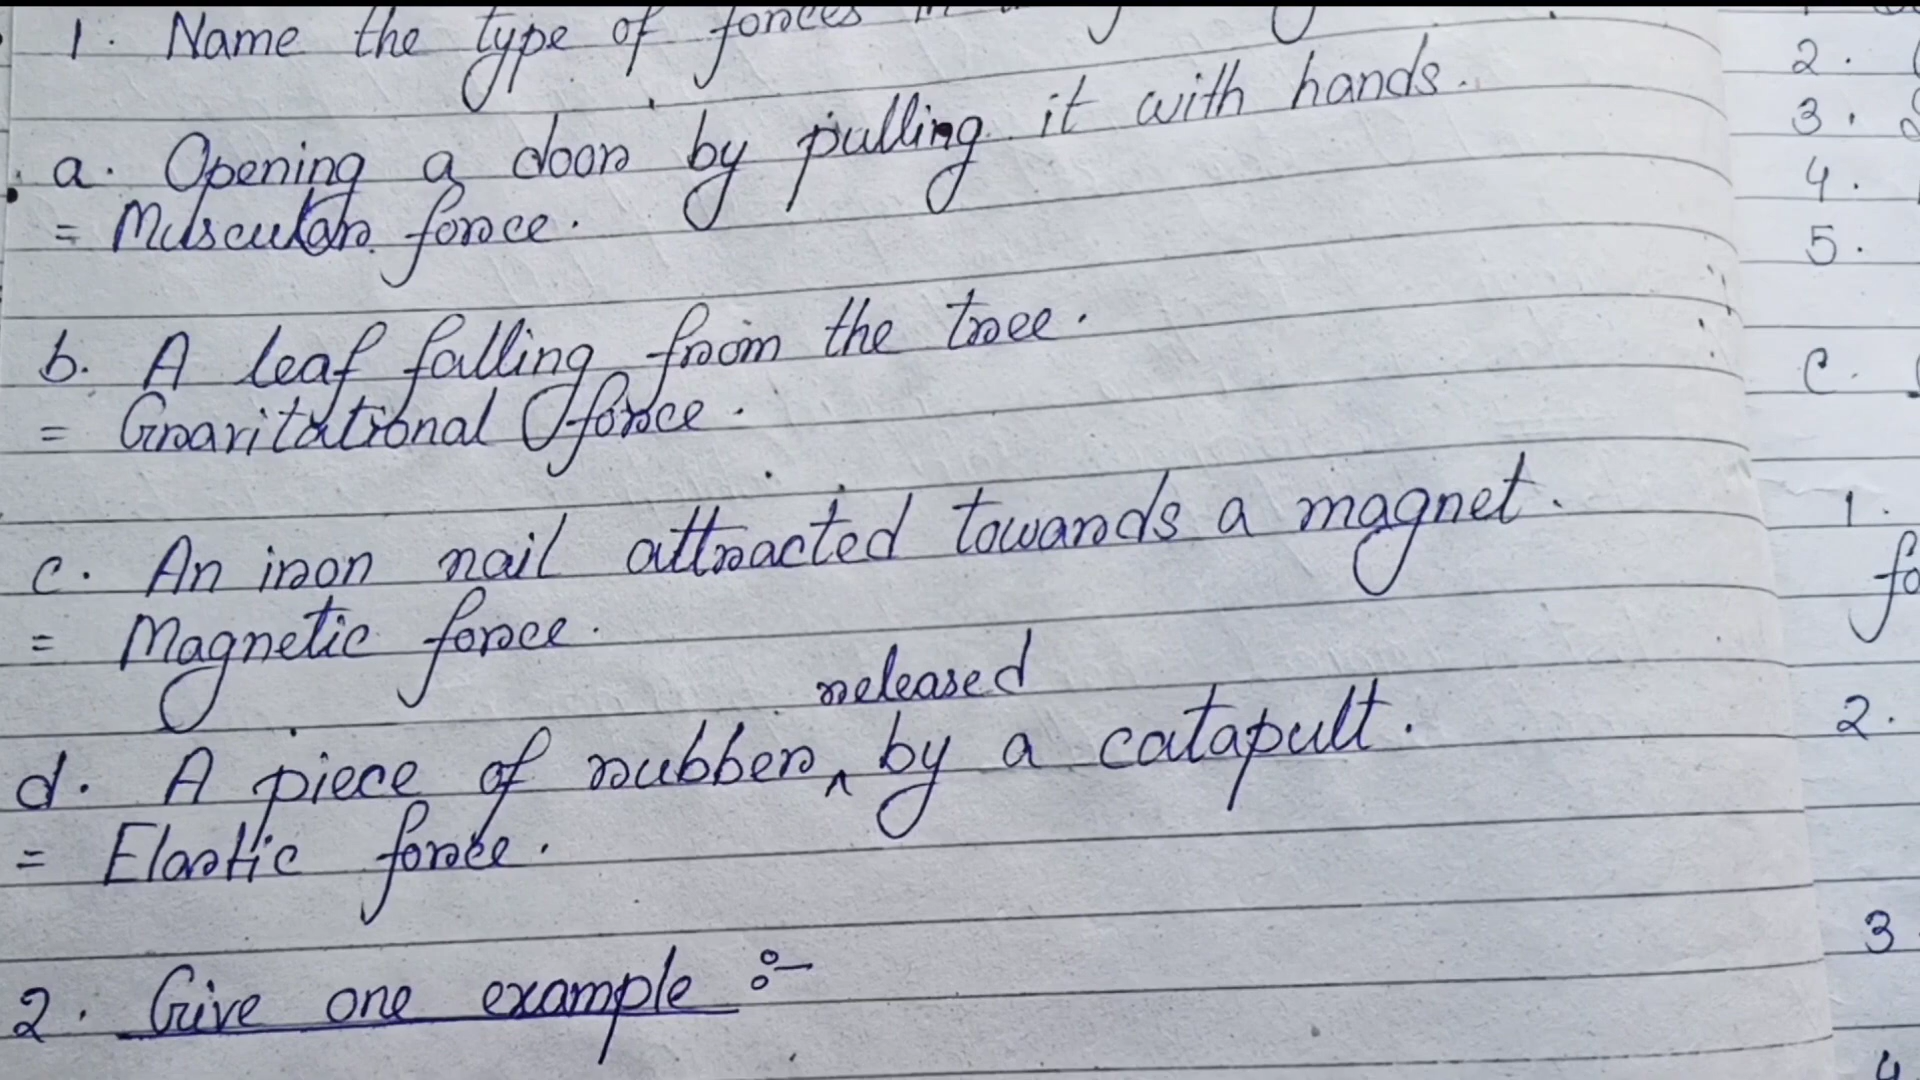 1. Name the type of forces
a. Opening a door by pulling it with hands.
= Muscular force.
b. A leaf falling from the tree.
= Gravitational force.
c. An iron nail attracted towards a magnet.
= Magnetic force.
released
d. A piece of rubber ^ by a catapult.
= Elastic force.
2. Give one example :-
2.
3.
4.
5.
C.
1.
fo
2.
3
4